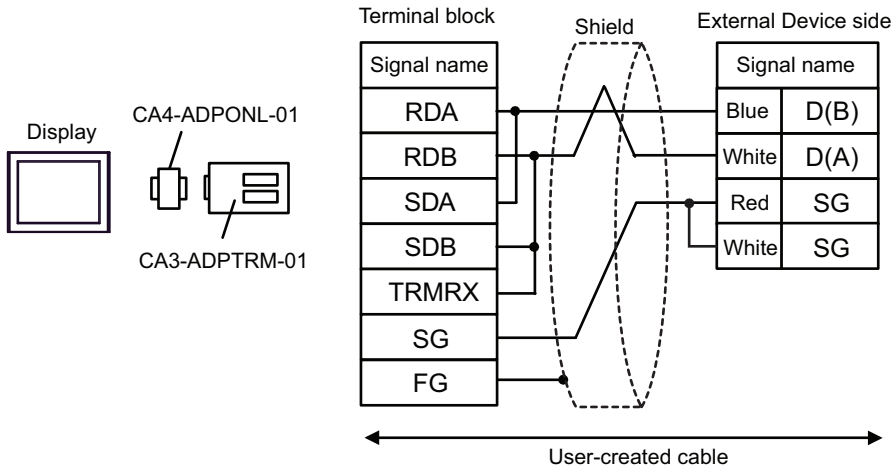 Display
CA4-ADPONL-01
CA3-ADPTRM-01
Terminal block
Shield
External Device side
Signal name
RDA
RDB
SDA
SDB
TRMRX
SG
FG
Signal name
Blue D(B)
White D(A)
Red SG
White SG
User-created cable